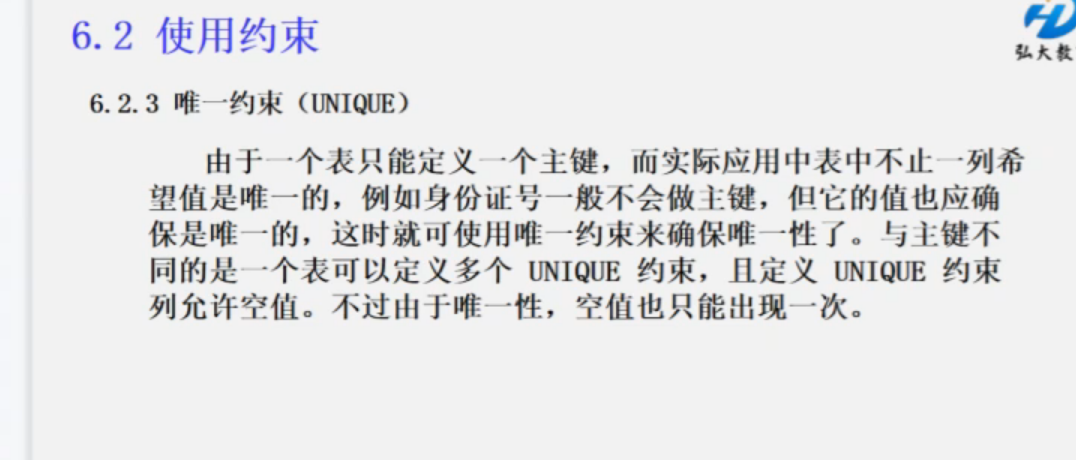 6.2 使用约束
弘大教
6.2.3 唯一约束（UNIQUE）
由于一个表只能定义一个主键，而实际应用中表中不止一列希
望值是唯一的，例如身份证号一般不会做主键，但它的值也应确
保是唯一的，这时就可使用唯一约束来确保唯一性了。与主键不
同的是一个表可以定义多个 UNIQUE 约束，且定义 UNIQUE 约束
列允许空值。不过由于唯一性，空值也只能出现一次。